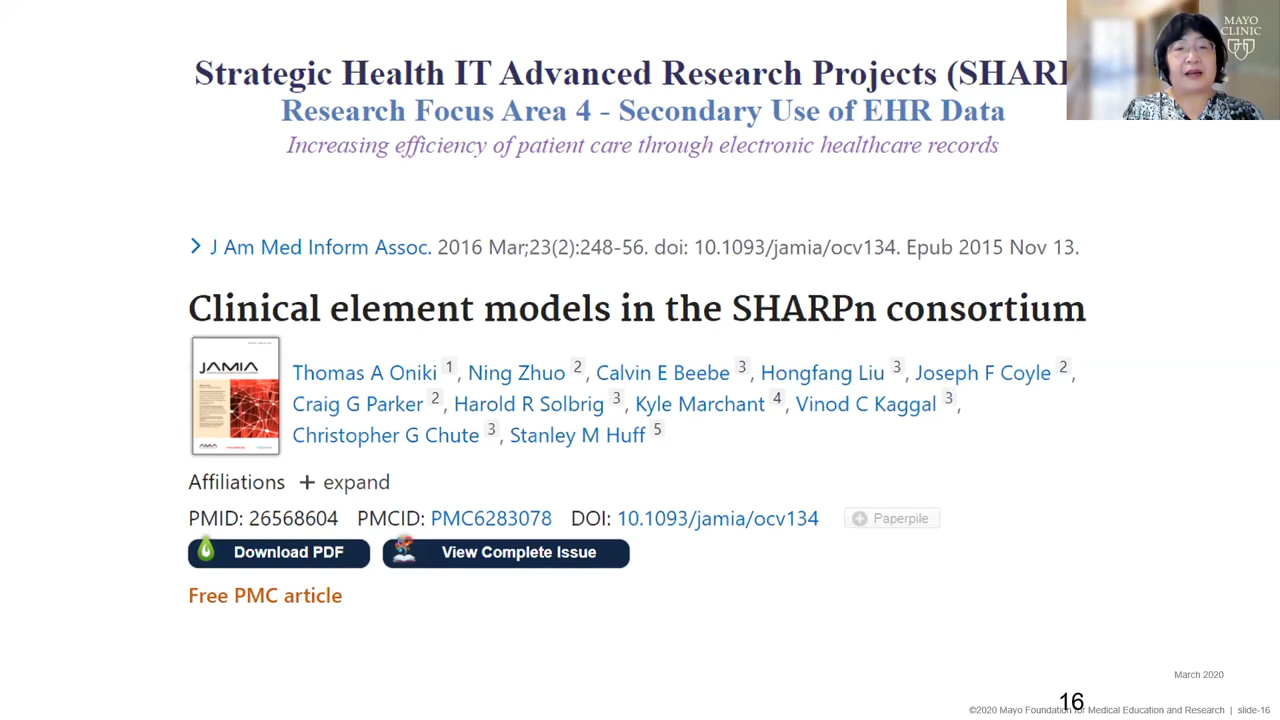 Strategic Health IT Advanced Research Projects (SHARP
Research Focus Area 4 - Secondary Use of EHR Data
Increasing efficiency of patient care through electronic healthcare records
MAYO
CLINIC
J Am Med Inform Assoc. 2016 Mar;23(2):248-56. doi: 10.1093/jamia/ocv134. Epub 2015 Nov 13.
Clinical element models in the SHARPn consortium
JAMIA
Thomas A Oniki 1, Ning Zhuo 2, Calvin E Beebe 3, Hongfang Liu 3, Joseph F Coyle 2,
Craig G Parker 2, Harold R Solbrig 3, Kyle Marchant 4, Vinod C Kaggal 3,
Christopher G Chute 3, Stanley M Huff 5
Affiliations + expand
PMID: 26568604 PMCID: PMC6283078 DOI: 10.1093/jamia/ocv134 Paperpile
Download PDF View Complete Issue
Free PMC article
March 2020
16
©2020 Mayo Foundation for Medical Education and Research | slide-16